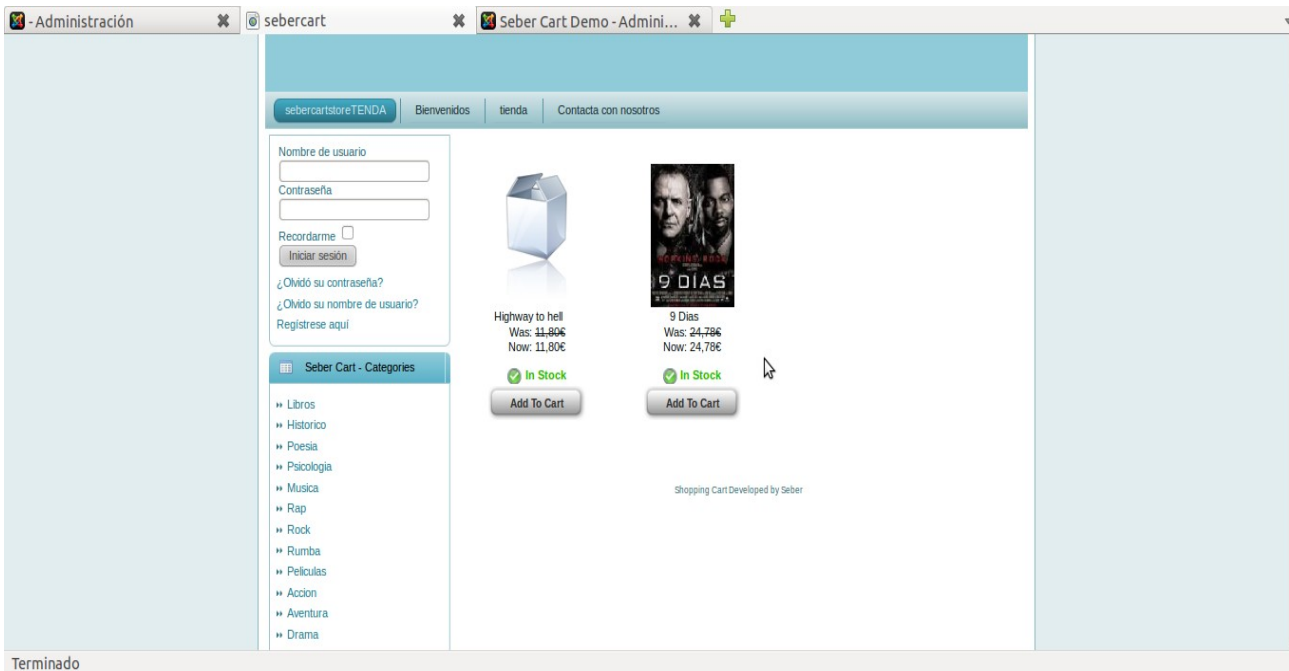 - Administración
sebercart
Seber Cart Demo - Admini...
sebercartstoreTENDA
Bienvenidos
tienda
Contacta con nosotros
Nombre de usuario
Contraseña
Recordarme
Iniciar sesión
¿Olvidó su contraseña?
¿Olvido su nombre de usuario?
Regístrese aquí
Seber Cart - Categories
Libros
Historico
Poesia
Psicologia
Musica
Rap
Rock
Rumba
Peliculas
Accion
Aventura
Drama
HOPKINS ROCK
9 DIAS
Highway to hell
Was: 11,80€
Now: 11,80€
In Stock
Add To Cart
9 Dias
Was: 24,78€
Now: 24,78€
In Stock
Add To Cart
Shopping Cart Developed by Seber
Terminado